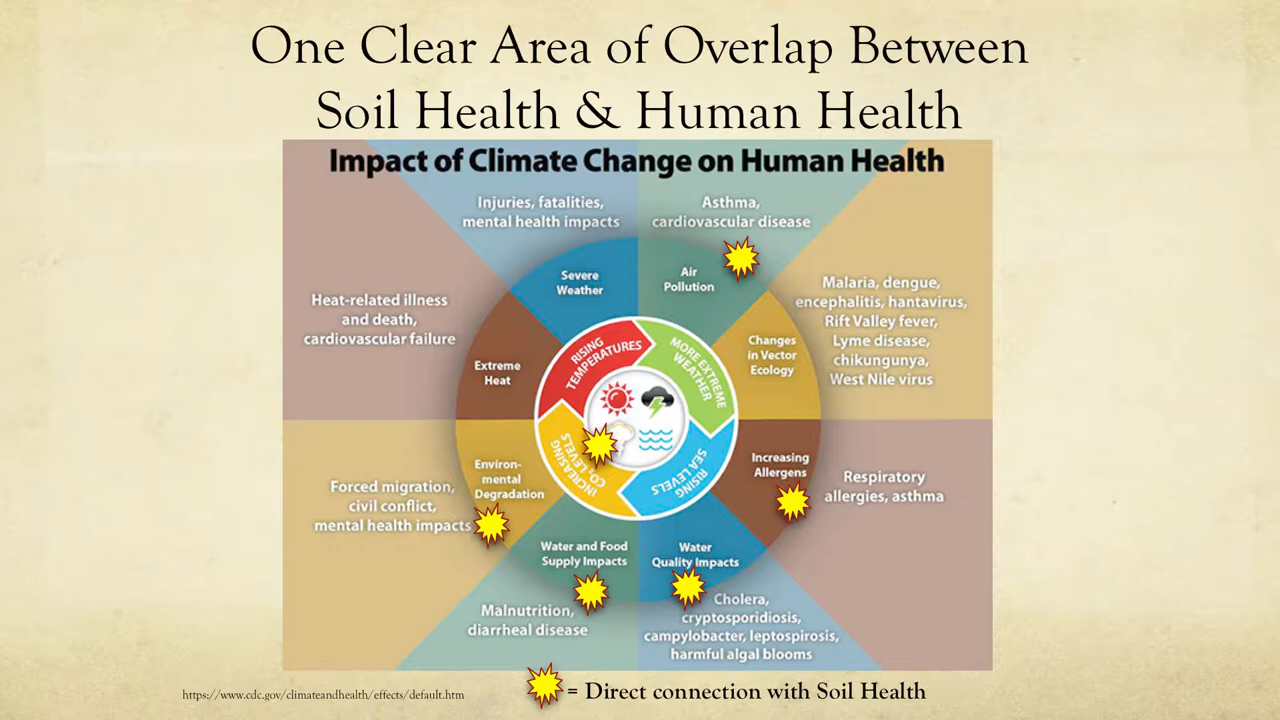 One Clear Area of Overlap Between
Soil Health & Human Health
Impact of Climate Change on Human Health
Injuries, fatalities,
mental health impacts
Asthma,
cardiovascular disease
Severe
Weather
Air
Pollution
Heat-related illness
and death,
cardiovascular failure
Malaria, dengue,
encephalitis, hantavirus,
Rift Valley fever,
Lyme disease,
chikungunya,
West Nile virus
Extreme
Heat
Changes
in Vector
Ecology
RISING
TEMPERATURES
MORE EXTREME
WEATHER
RISING
SEA LEVELS
INCREASING
CO₂ LEVELS
Environ-
mental
Degradation
Increasing
Allergens
Forced migration,
civil conflict,
mental health impacts
Respiratory
allergies, asthma
Water and Food
Supply Impacts
Water
Quality Impacts
Malnutrition,
diarrheal disease
Cholera,
cryptosporidiosis,
campylobacter, leptospirosis,
harmful algal blooms
https://www.cdc.gov/climateandhealth/effects/default.htm
= Direct connection with Soil Health